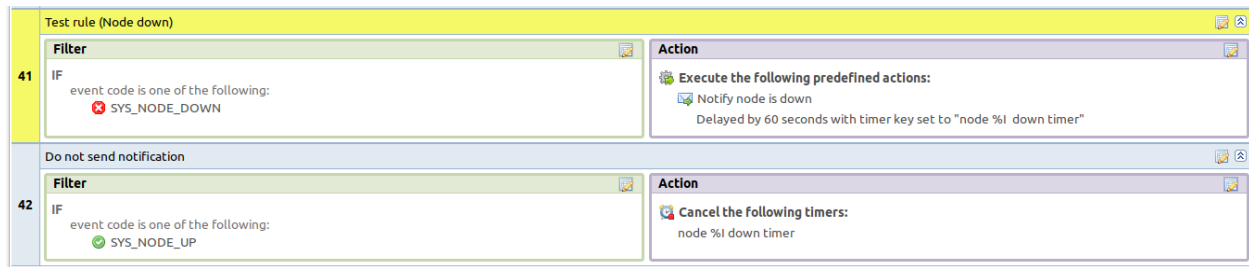 Test rule (Node down)
Filter
Action
41
IF
event code is one of the following:
SYS_NODE_DOWN
Execute the following predefined actions:
Notify node is down
Delayed by 60 seconds with timer key set to "node %I  down timer"
Do not send notification
Filter
Action
42
IF
event code is one of the following:
SYS_NODE_UP
Cancel the following timers:
node %I down timer